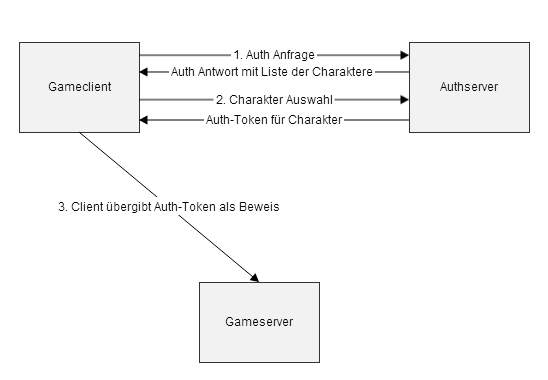 1. Auth Anfrage
Auth Antwort mit Liste der Charaktere
Gameclient
Authserver
2. Charakter Auswahl
Auth-Token für Charakter
3. Client übergibt Auth-Token als Beweis
Gameserver